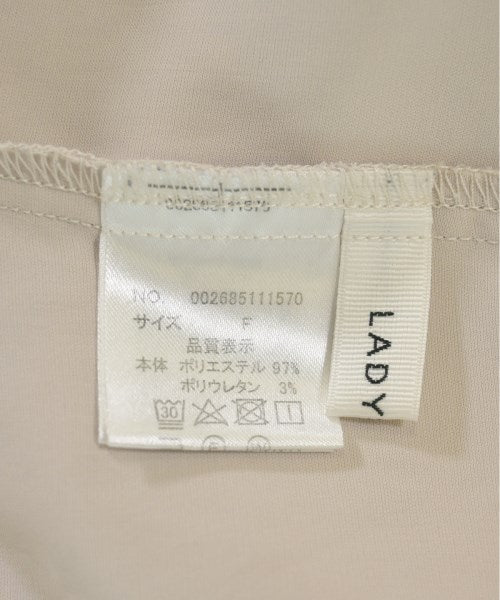 002685111570
NO. 002685111570
サイズ F
品質表示
本体 ポリエステル 97%
ポリウレタン 3%
30
LADY